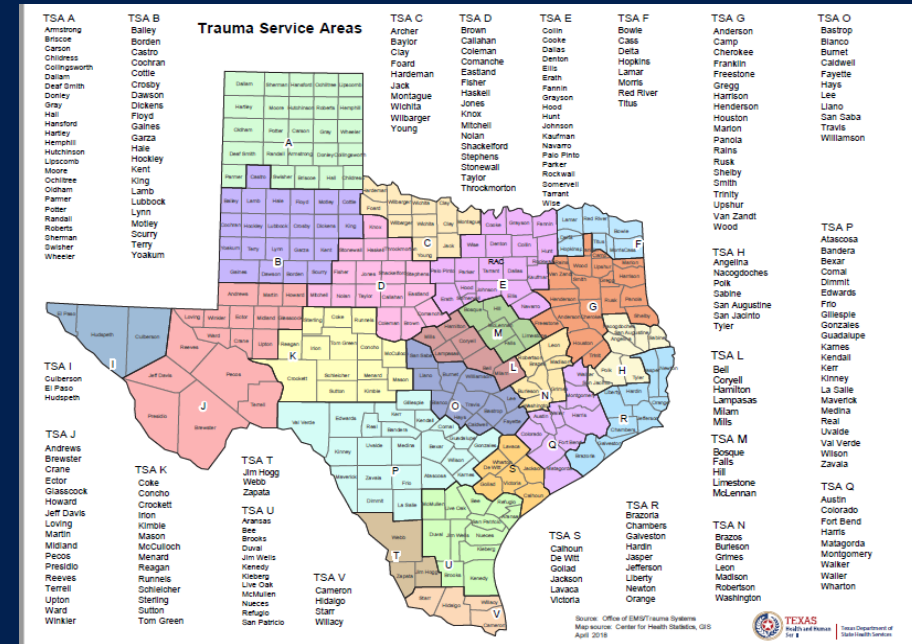 Trauma Service Areas
TSA A
Armstrong
Briscoe
Carson
Childress
Collingsworth
Dallam
Deaf Smith
Donley
Gray
Hall
Hansford
Hartley
Hemphill
Hutchinson
Lipscomb
Moore
Ochiltree
Oldham
Parmer
Potter
Randall
Roberts
Sherman
Swisher
Wheeler
TSA B
Bailey
Borden
Castro
Cochran
Cottle
Crosby
Dawson
Dickens
Floyd
Gaines
Garza
Hale
Hockley
Kent
King
Lamb
Lubbock
Lynn
Motley
Scurry
Terry
Yoakum
TSA C
Archer
Baylor
Clay
Foard
Hardeman
Jack
Montague
Wichita
Wilbarger
Young
TSA D
Brown
Callahan
Coleman
Comanche
Eastland
Fisher
Haskell
Jones
Knox
Mitchell
Nolan
Shackelford
Stephens
Stonewall
Taylor
Throckmorton
TSA E
Collin
Cooke
Dallas
Denton
Ellis
Erath
Fannin
Grayson
Hood
Hunt
Johnson
Kaufman
Navarro
Palo Pinto
Parker
Rockwall
Somervell
Tarrant
Wise
TSA F
Bowie
Cass
Delta
Hopkins
Lamar
Morris
Red River
Titus
TSA G
Anderson
Camp
Cherokee
Franklin
Freestone
Gregg
Harrison
Henderson
Houston
Marion
Panola
Rains
Rusk
Shelby
Smith
Trinity
Upshur
Van Zandt
Wood
TSA H
Angelina
Nacogdoches
Polk
Sabine
San Augustine
San Jacinto
Tyler
TSA L
Bell
Coryell
Hamilton
Lampasas
Milam
Mills
TSA M
Bosque
Falls
Hill
Limestone
McLennan
TSA N
Brazos
Burleson
Grimes
Leon
Madison
Robertson
Washington
TSA O
Bastrop
Blanco
Burnet
Caldwell
Fayette
Hays
Lee
Llano
San Saba
Travis
Williamson
TSA P
Atascosa
Bandera
Bexar
Comal
Dimmit
Edwards
Frio
Gillespie
Gonzales
Guadalupe
Karnes
Kendall
Kerr
Kinney
La Salle
Maverick
Medina
Real
Uvalde
Val Verde
Wilson
Zavala
TSA Q
Austin
Colorado
Fort Bend
Harris
Matagorda
Montgomery
Walker
Waller
Wharton
TSA I
Culberson
El Paso
Hudspeth
TSA J
Andrews
Brewster
Crane
Ector
Glasscock
Howard
Jeff Davis
Loving
Martin
Midland
Pecos
Presidio
Reeves
Terrell
Upton
Ward
Winkler
TSA K
Coke
Concho
Crockett
Irion
Kimble
Mason
McCulloch
Menard
Reagan
Runnels
Schleicher
Sterling
Sutton
Tom Green
TSA T
Jim Hogg
Webb
Zapata
TSA U
Aransas
Bee
Brooks
Duval
Jim Wells
Kenedy
Kleberg
Live Oak
McMullen
Nueces
Refugio
San Patricio
TSA V
Cameron
Hidalgo
Starr
Willacy
TSA S
Calhoun
De Witt
Goliad
Jackson
Lavaca
Victoria
TSA R
Brazoria
Chambers
Galveston
Hardin
Jasper
Jefferson
Liberty
Newton
Orange
A
B
C
D
RAC
E
F
G
H
I
J
K
L
M
N
O
P
Q
R
S
T
U
V
El Paso
Hudspeth
Culberson
Jeff Davis
Presidio
Brewster
Pecos
Terrell
Reeves
Crockett
Val Verde
Edwards
Source: Office of EMS/Trauma Systems
Map source: Center for Health Statistics, GIS
April 2018
TEXAS
Health and Human
Texas Department of
State Health Services